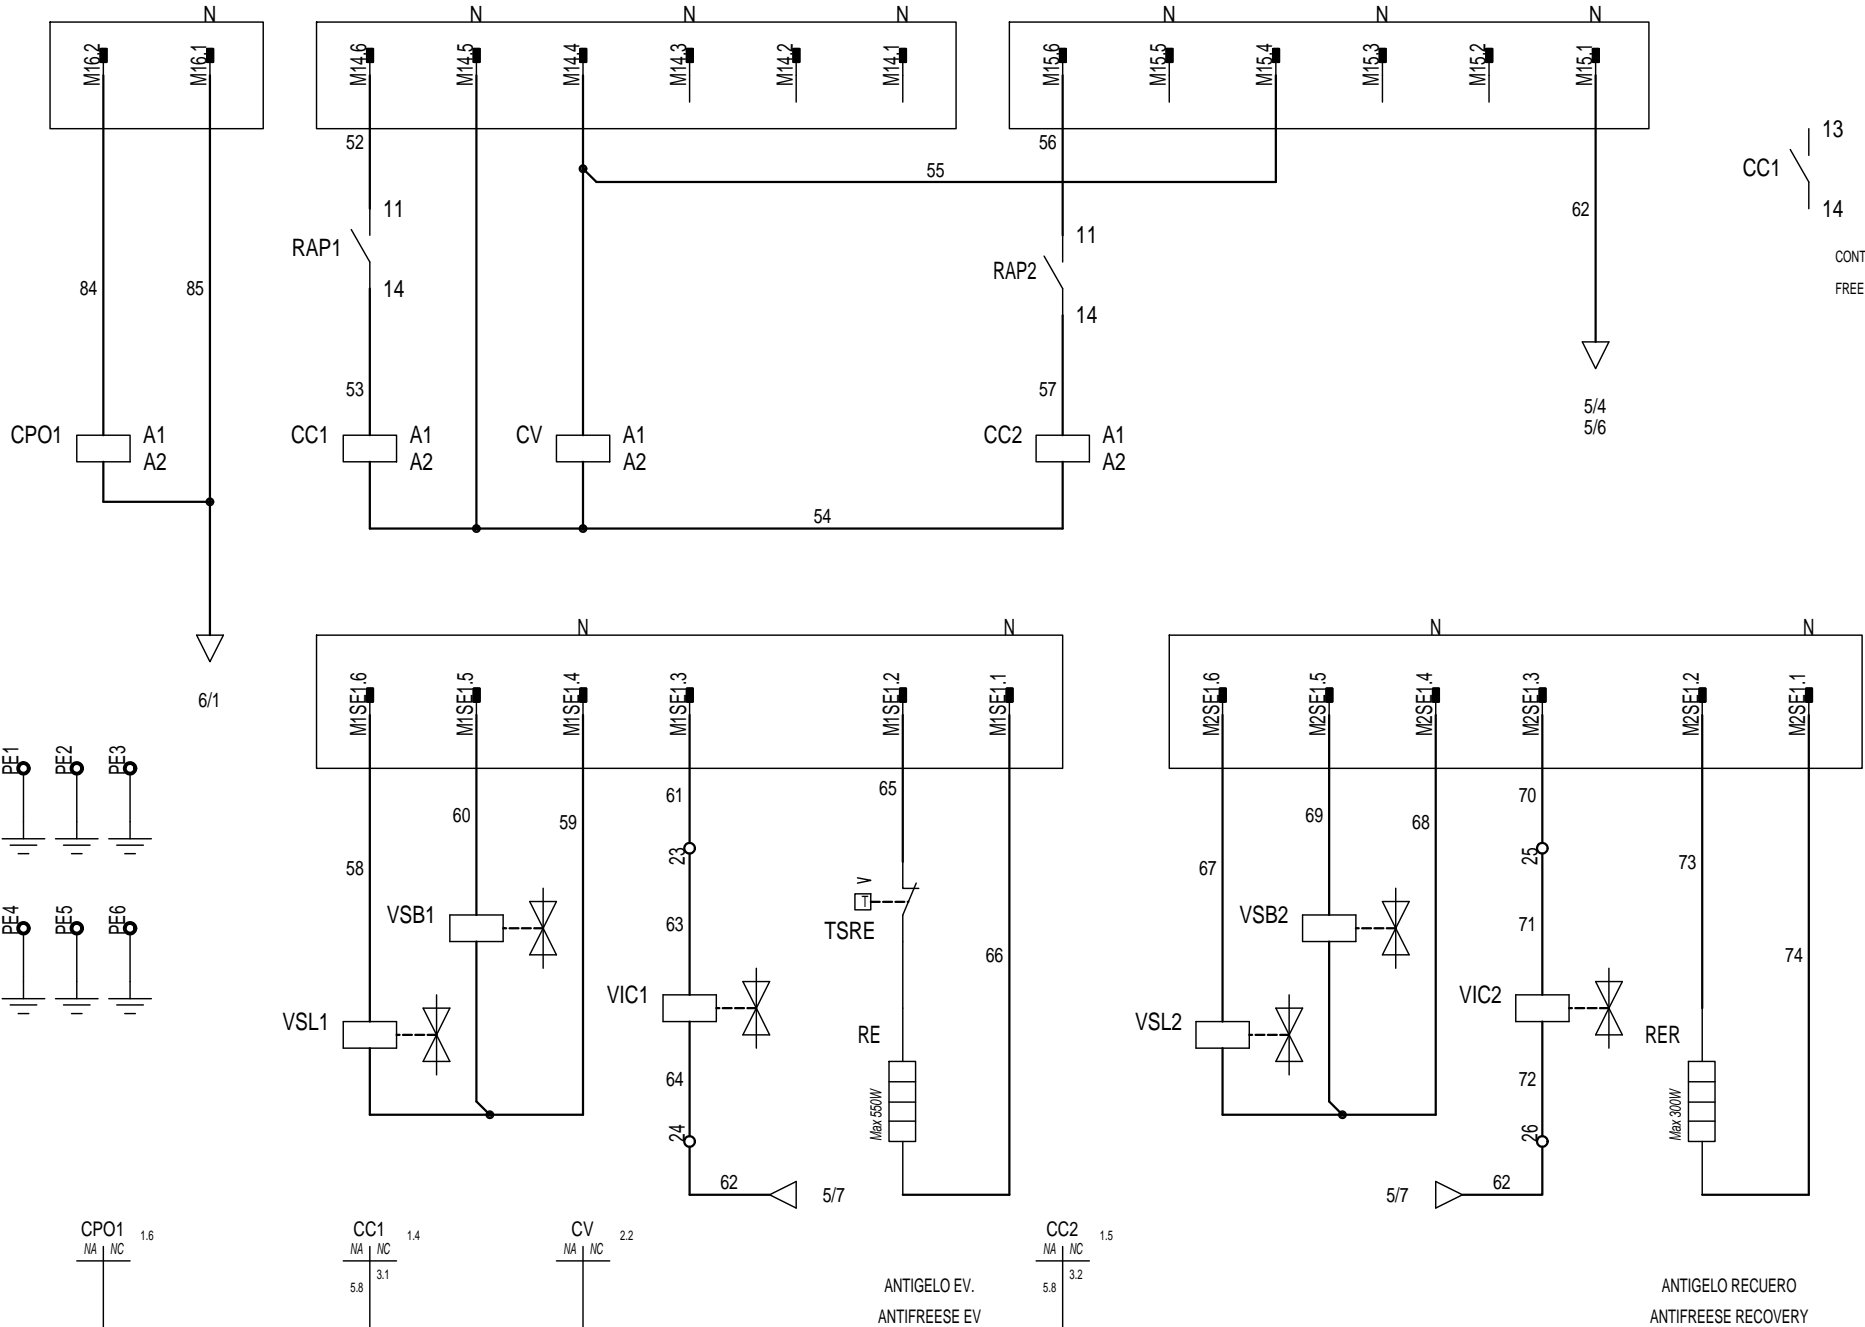 N
N
N
N
N
N
N
M16.2
M16.1
M14.6
M14.5
M14.4
M14.3
M14.2
M14.1
M15.6
M15.5
M15.4
M15.3
M15.2
M15.1
13
CC1
14
CONT
FREE
52
56
55
62
11
RAP1
14
11
RAP2
14
84
85
53
57
5/4
5/6
CPO1
A1
A2
CC1
A1
A2
CV
A1
A2
CC2
A1
A2
54
6/1
N
N
N
N
M1SE1.6
M1SE1.5
M1SE1.4
M1SE1.3
M1SE1.2
M1SE1.1
M2SE1.6
M2SE1.5
M2SE1.4
M2SE1.3
M2SE1.2
M2SE1.1
PE1
PE2
PE3
PE4
PE5
PE6
58
60
59
61
23
63
65
66
67
69
68
70
25
71
73
74
VSB1
V
T
TSRE
VSB2
VSL1
VIC1
RE
VSL2
VIC2
RER
64
24
Max 550W
72
26
Max 300W
62
5/7
5/7
62
CPO1 1.6
NA NC
CC1 1.4
NA NC
5.8 3.1
CV 2.2
NA NC
CC2 1.5
NA NC
5.8 3.2
ANTIGELO EV.
ANTIFREESE EV
ANTIGELO RECUERO
ANTIFREESE RECOVERY